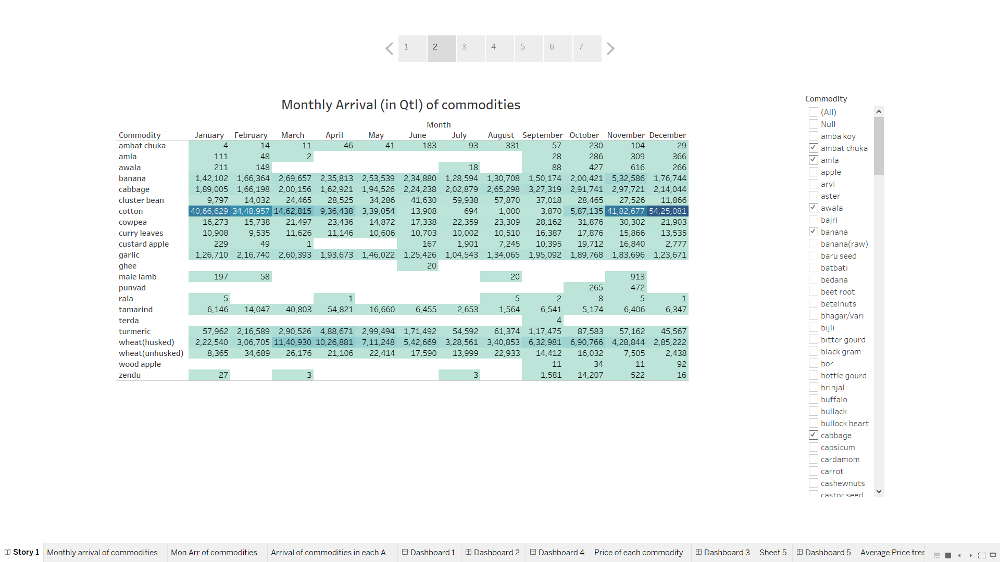 1 2 3 4 5 6 7
Monthly Arrival (in Qtl) of commodities
Month
Commodity January February March April May June July August September October November December
ambat chuka 4 14 11 46 41 183 93 331 57 230 104 29
amla 111 48 2 28 286 309 366
awala 211 148 18 88 427 616 266
banana 1,42,102 1,66,364 2,69,657 2,35,813 2,53,539 2,34,880 1,28,594 1,30,708 1,50,174 2,00,421 5,32,586 1,76,744
cabbage 1,89,005 1,66,198 2,00,156 1,62,921 1,94,526 2,24,238 2,02,879 2,65,298 3,27,319 2,91,741 2,97,721 2,14,044
cluster bean 9,797 14,032 24,465 28,525 34,286 41,630 59,938 57,870 37,018 28,465 27,526 11,866
cotton 40,66,629 34,48,957 14,62,815 9,36,438 3,39,054 13,908 694 1,000 3,870 5,87,135 41,82,677 54,25,081
cowpea 16,273 15,738 21,497 23,436 14,872 17,338 22,359 23,309 28,162 31,876 30,302 21,903
curry leaves 10,908 9,535 11,626 11,146 10,606 10,703 10,002 10,510 16,387 17,876 15,866 13,535
custard apple 229 49 1 167 1,901 7,245 10,395 19,712 16,840 2,777
garlic 1,26,710 2,16,740 2,60,393 1,93,673 1,46,022 1,25,426 1,04,543 1,34,065 1,95,092 1,89,768 1,83,696 1,23,671
ghee 20
male lamb 197 58 20 913
punvad 265 472
rala 5 1 5 2 8 5 1
tamarind 6,146 14,047 40,803 54,821 16,660 6,455 2,653 1,564 6,541 5,174 6,406 6,347
terda 4
turmeric 57,962 2,16,589 2,90,526 4,88,671 2,99,494 1,71,492 54,592 61,374 1,17,475 87,583 57,162 45,567
wheat(husked) 2,22,540 3,06,705 11,40,930 10,26,881 7,11,248 5,42,669 3,28,561 3,40,853 6,32,981 6,90,766 4,28,844 2,85,222
wheat(unhusked) 8,365 34,689 26,176 21,106 22,414 17,590 13,999 22,933 14,412 16,032 7,505 2,438
wood apple 11 34 11 92
zendu 27 3 3 1,581 14,207 522 16
Commodity
(All)
Null
amba koy
ambat chuka
amla
apple
arvi
aster
awala
bajri
banana
banana(raw)
baru seed
batbati
bedana
beet root
betelnuts
bhagar/vari
bijli
bitter gourd
black gram
bor
bottle gourd
brinjal
buffalo
bullack
bullock heart
cabbage
capsicum
cardamom
carrot
cashewnuts
castor seed
Story 1 Monthly arrival of commodities Mon Arr of commodities Arrival of commodities in each A... Dashboard 1 Dashboard 2 Dashboard 4 Price of each commodity Dashboard 3 Sheet 5 Dashboard 5 Average Price tren